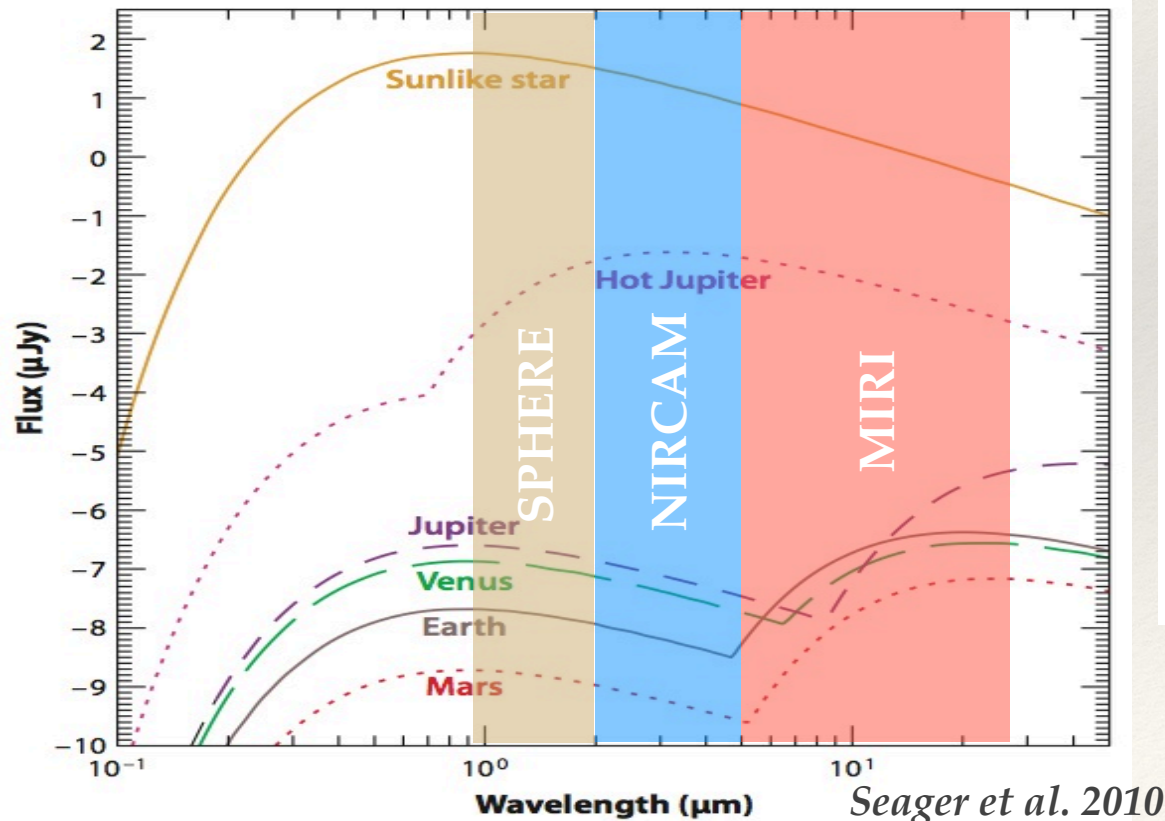 2
1
0
−1
−2
−3
−4
−5
−6
−7
−8
−9
−10
Flux (µJy)
Sunlike star
Hot Jupiter
Jupiter
Venus
Earth
Mars
SPHERE
NIRCAM
MIRI
10⁻¹ 10⁰ 10¹
Wavelength (µm)
Seager et al. 2010